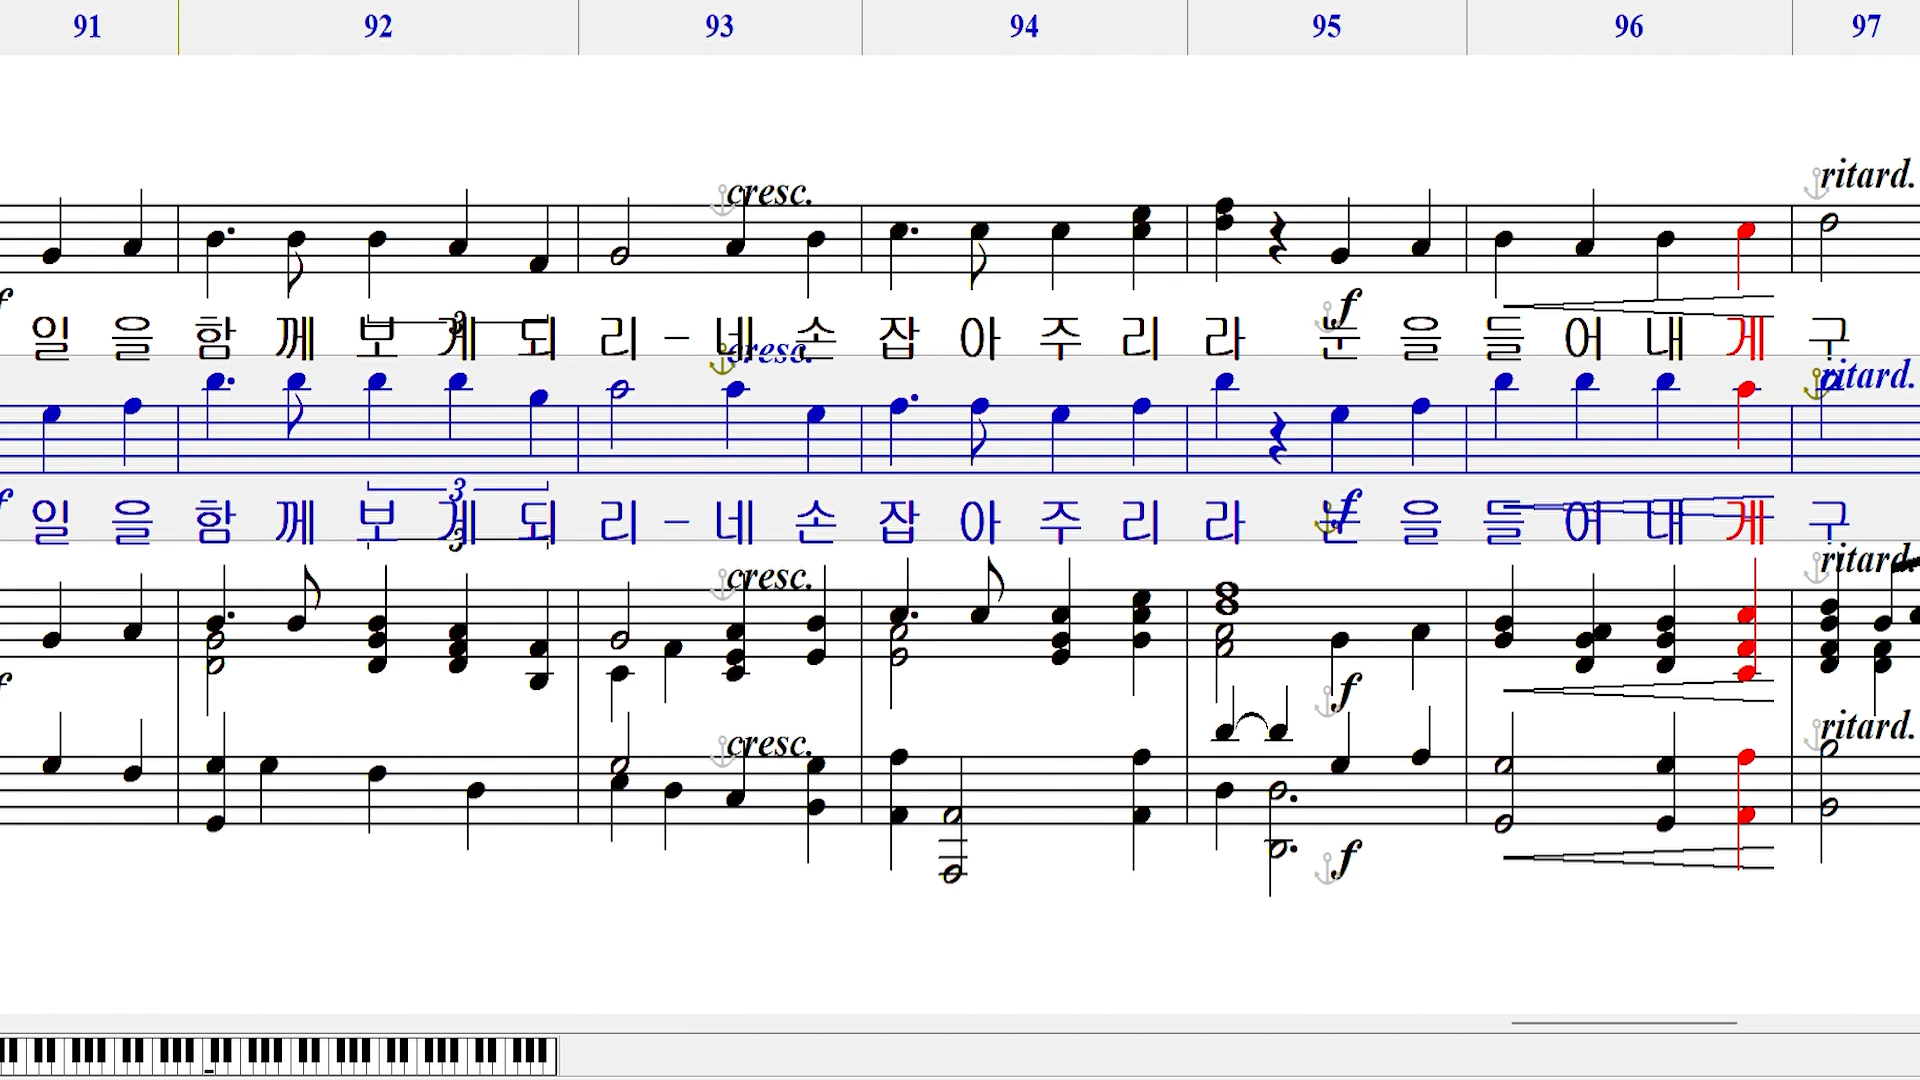 91 92 93 94 95 96 97
cresc. ritard.
f f
일 을 함 께 보 게 되 리 - 네 손 잡 아 주 리 라 눈 을 들 어 내 게 구
3
cresc. ritard.
3
f f
일 을 함 께 보 게 되 리 - 네 손 잡 아 주 리 라 눈 을 들 어 내 게 구
3
cresc. ritard.
f f
cresc. ritard.
f